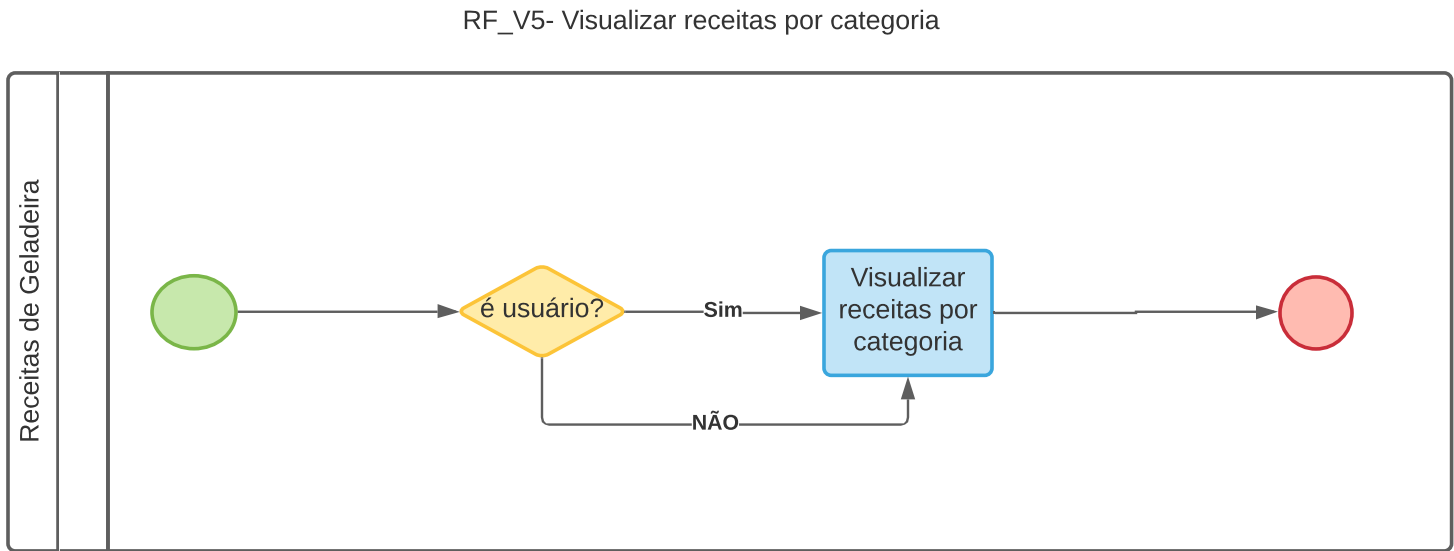 RF_V5- Visualizar receitas por categoria
Receitas de Geladeira
é usuário?
Sim
Visualizar
receitas por
categoria
NÃO